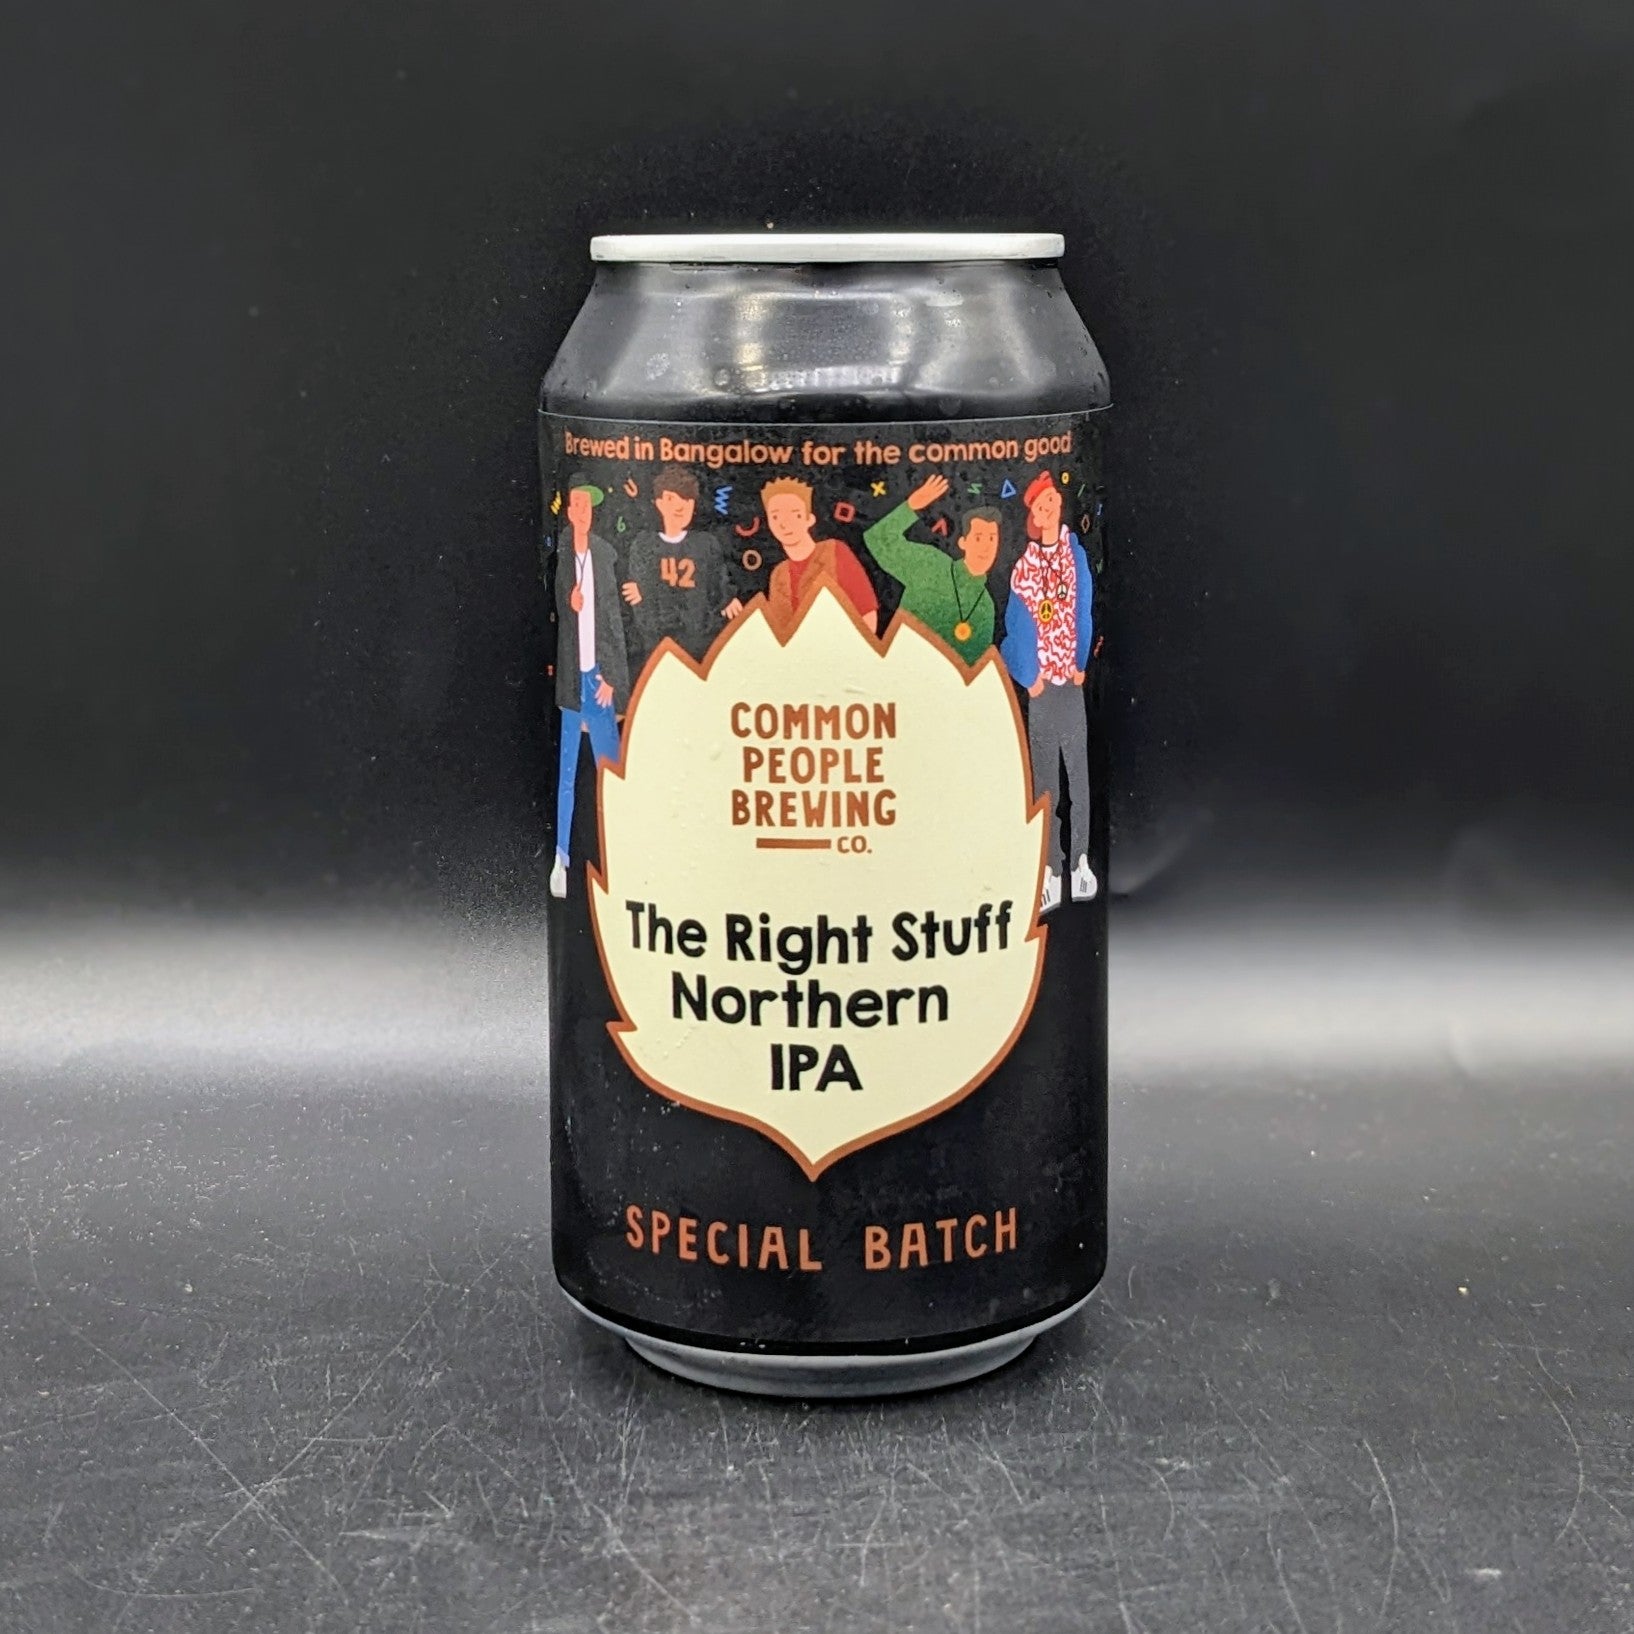 Brewed in Bangalow for the common good
42
COMMON
PEOPLE
BREWING
CO.
The Right Stuff
Northern
IPA
SPECIAL BATCH